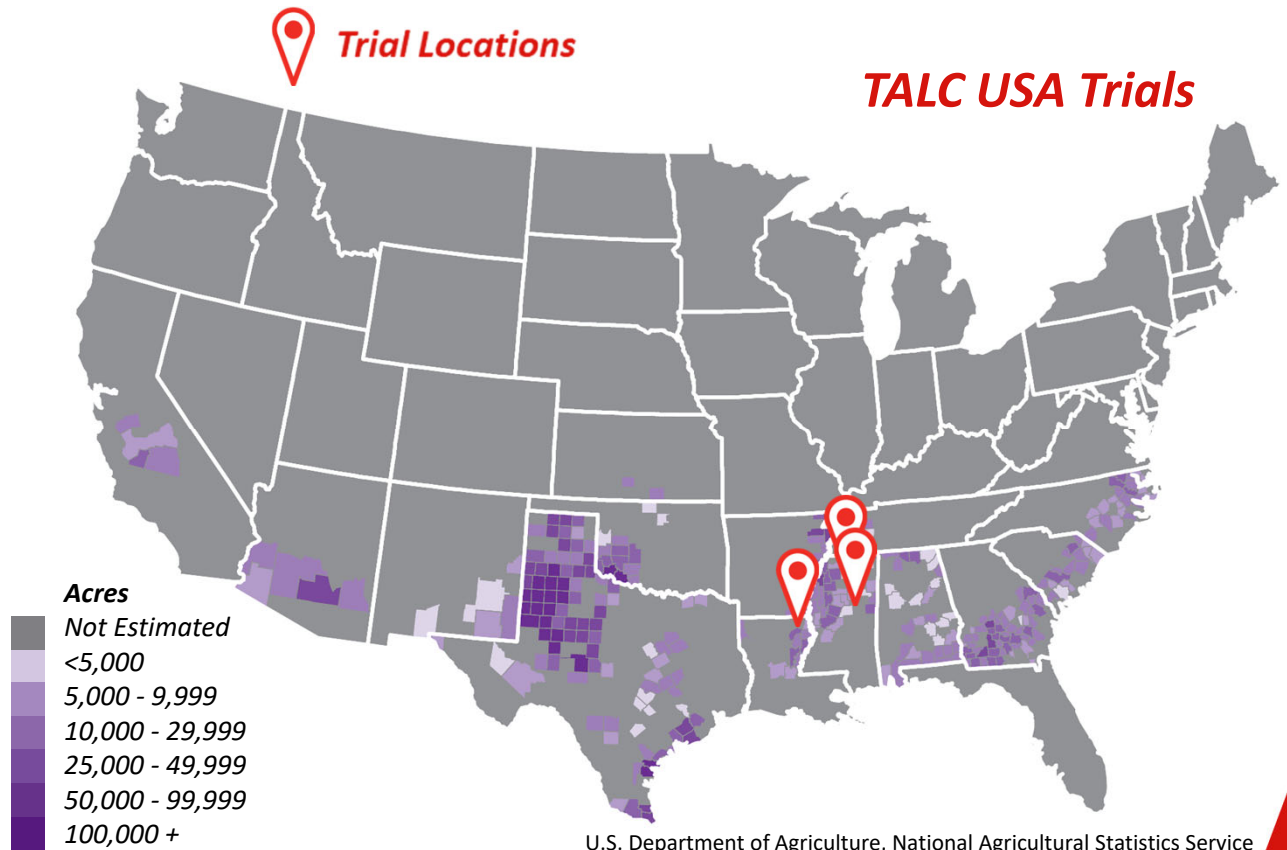 Trial Locations
TALC USA Trials
Acres
Not Estimated
<5,000
5,000 - 9,999
10,000 - 29,999
25,000 - 49,999
50,000 - 99,999
100,000 +
U.S. Department of Agriculture, National Agricultural Statistics Service